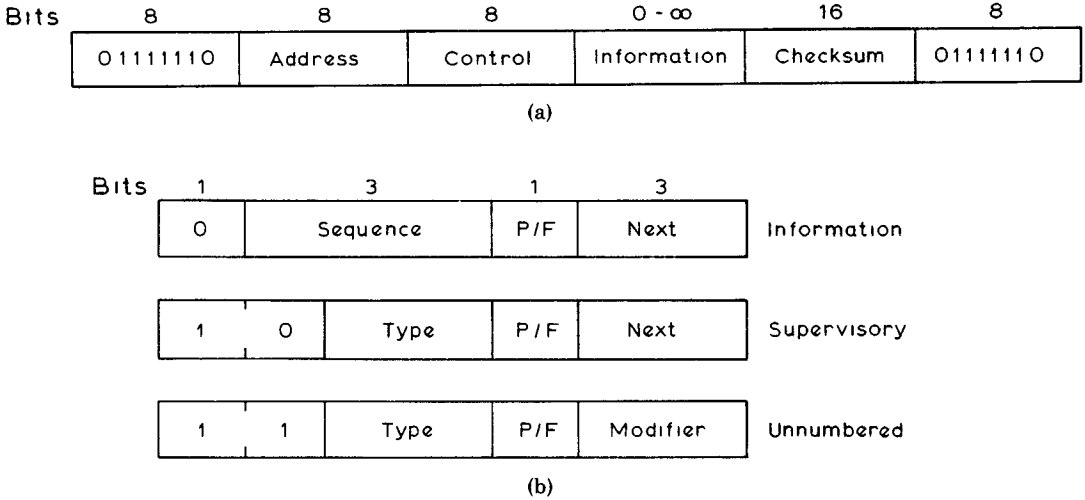 Bits 8 8 8 0-∞ 16 8
01111110 Address Control Information Checksum 01111110
(a)
Bits 1 3 1 3
0 Sequence P/F Next Information
1 0 Type P/F Next Supervisory
1 1 Type P/F Modifier Unnumbered
(b)